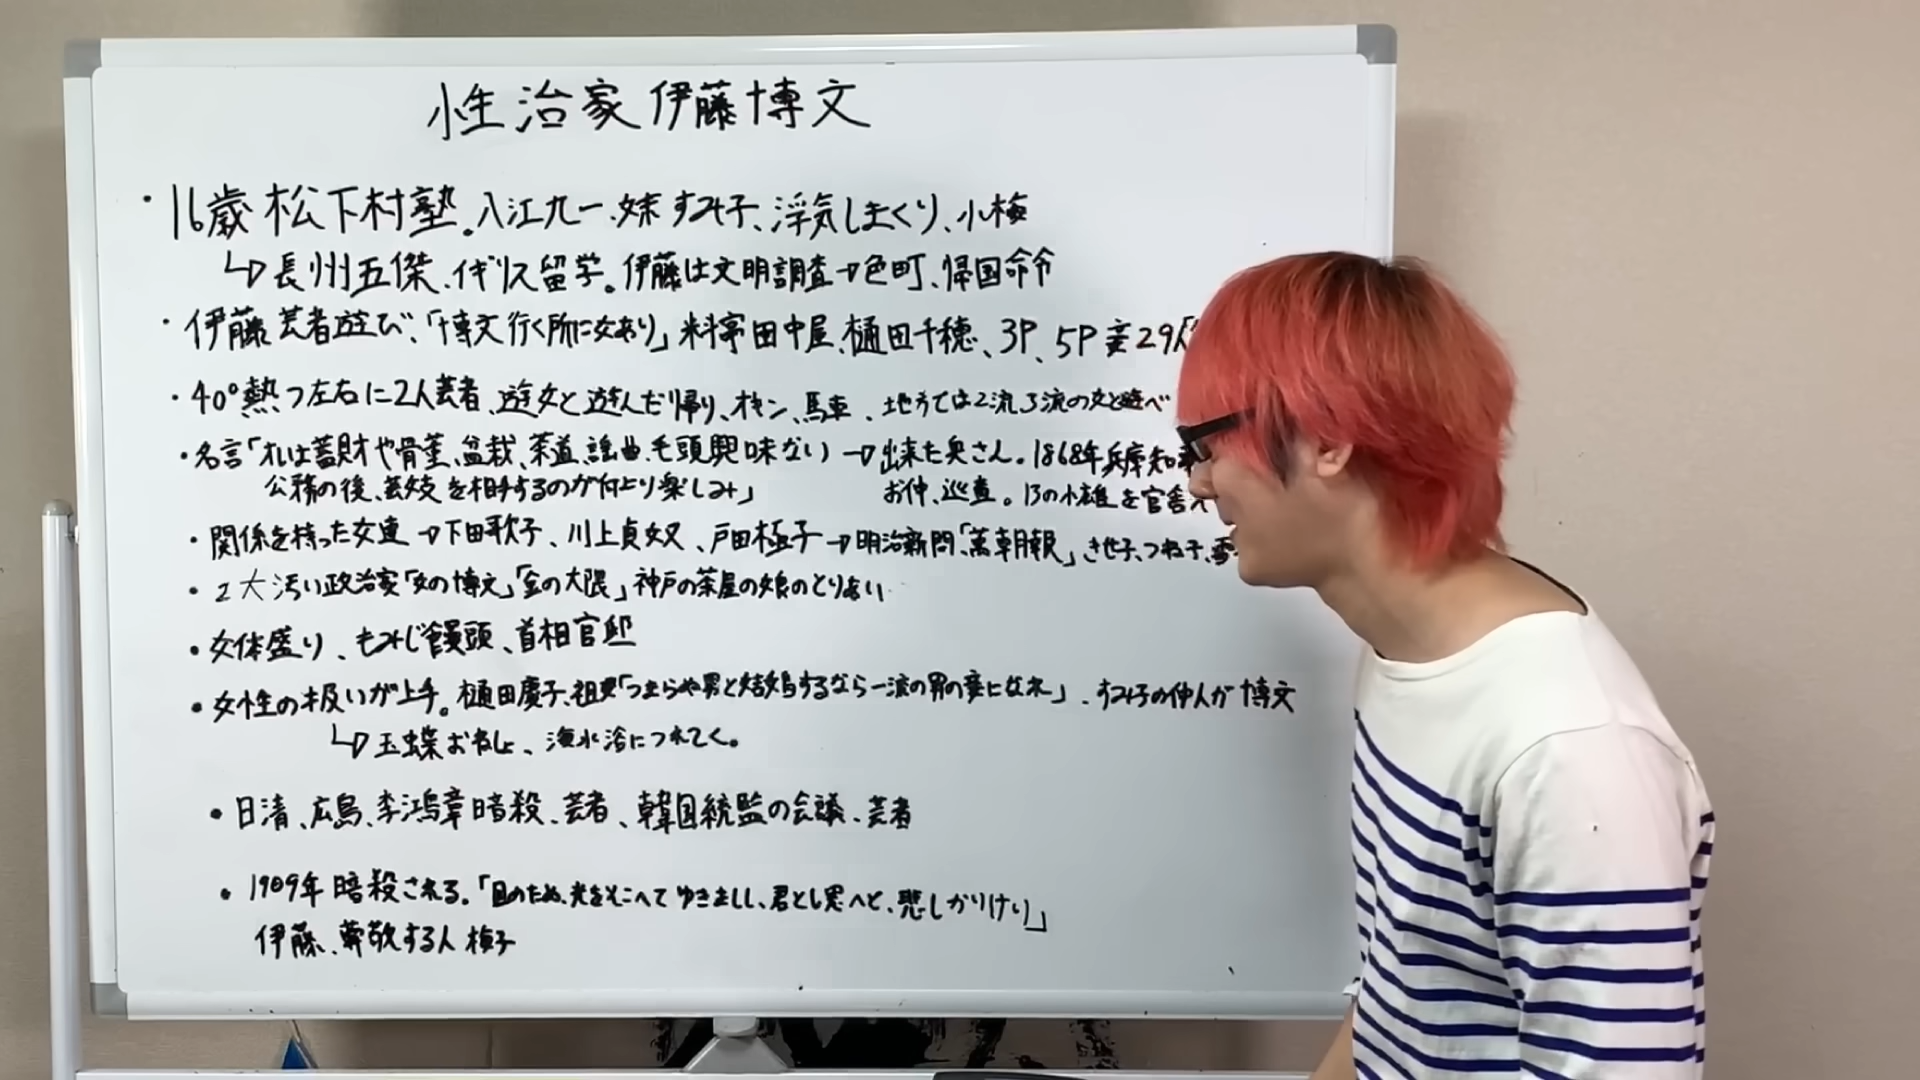 性治家伊藤博文
・16歳 松下村塾。入江九一、妹すみ子、浮気しまくり、小梅
↳長州五傑、イギリス留学。伊藤は文明調査→色町、帰国命令
・伊藤 芸者遊び、「博文行く所に女あり」料亭田中屋、樋田千穂、3P、5P 妾29人
・40°熱→左右に2人芸者、遊女と遊んだ帰り、オキン、馬車、地方では2流、3流の女と遊べ
・名言「オレは蓄財や骨董、盆栽、茶道、謡曲、毛頭興味ない →出来た奥さん。1868年兵庫知事
公務の後、芸妓を相手するのが何より楽しみ」 お仲、巡査。13の小雄を官舎
・関係を持った女達→下田歌子、川上貞奴、戸田極子→明治新聞「萬朝報」きせ子、つね子、雪
・2大汚い政治家「女の博文」「金の大隈」神戸の茶屋の娘のとりあい
・女体盛り、もみじ饅頭、首相官邸
・女性の扱いが上手。樋田慶子、祖母「つまらや男と結婚するなら一流の男の妾になれ」、すみ子の仲人が博文
↳玉蝶おねしょ、海水浴につれてく。
・日清、広島、李鴻章暗殺、芸者、韓国統監の会議、芸者
・1909年暗殺される。「国のため、光をそへて ゆきましし、君とし思へど、悲しかりけり」
伊藤、尊敬する人 梅子